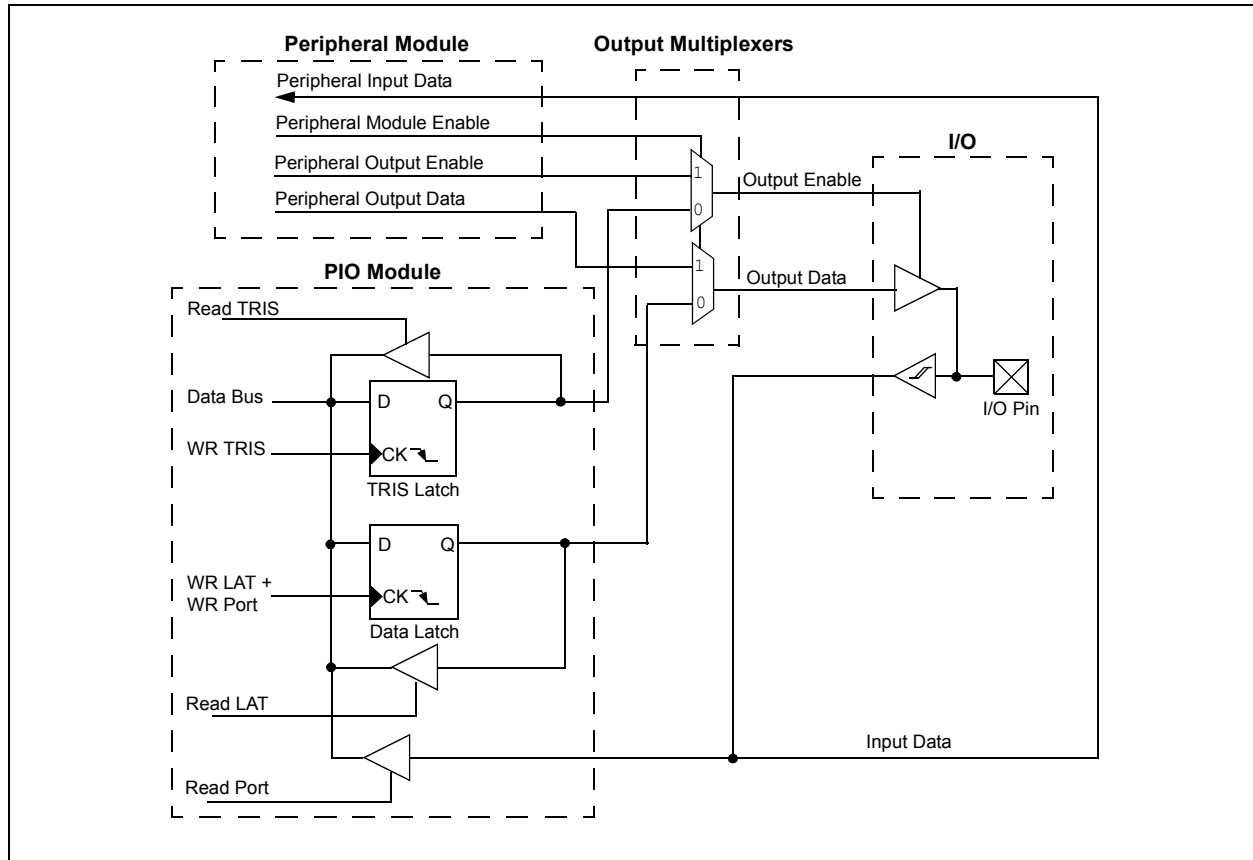 Peripheral Module
Output Multiplexers
Peripheral Input Data
Peripheral Module Enable
Peripheral Output Enable
Peripheral Output Data
1
0
1
0
Output Enable
Output Data
I/O
I/O Pin
PIO Module
Read TRIS
Data Bus
D
Q
WR TRIS
CK
TRIS Latch
D
Q
WR LAT +
WR Port
CK
Data Latch
Read LAT
Input Data
Read Port